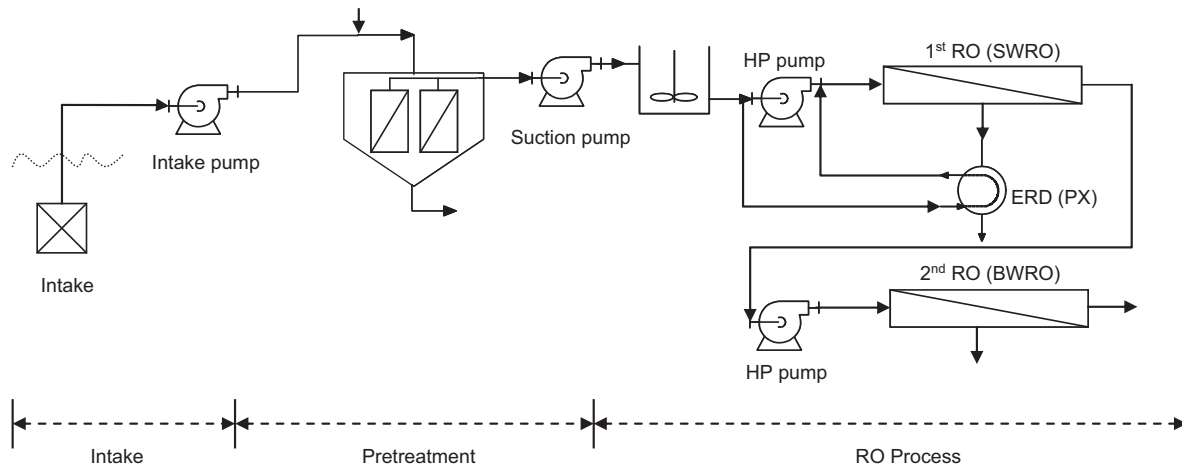 HP pump
1st RO (SWRO)
Intake pump
Suction pump
ERD (PX)
Intake
2nd RO (BWRO)
HP pump
Intake
Pretreatment
RO Process